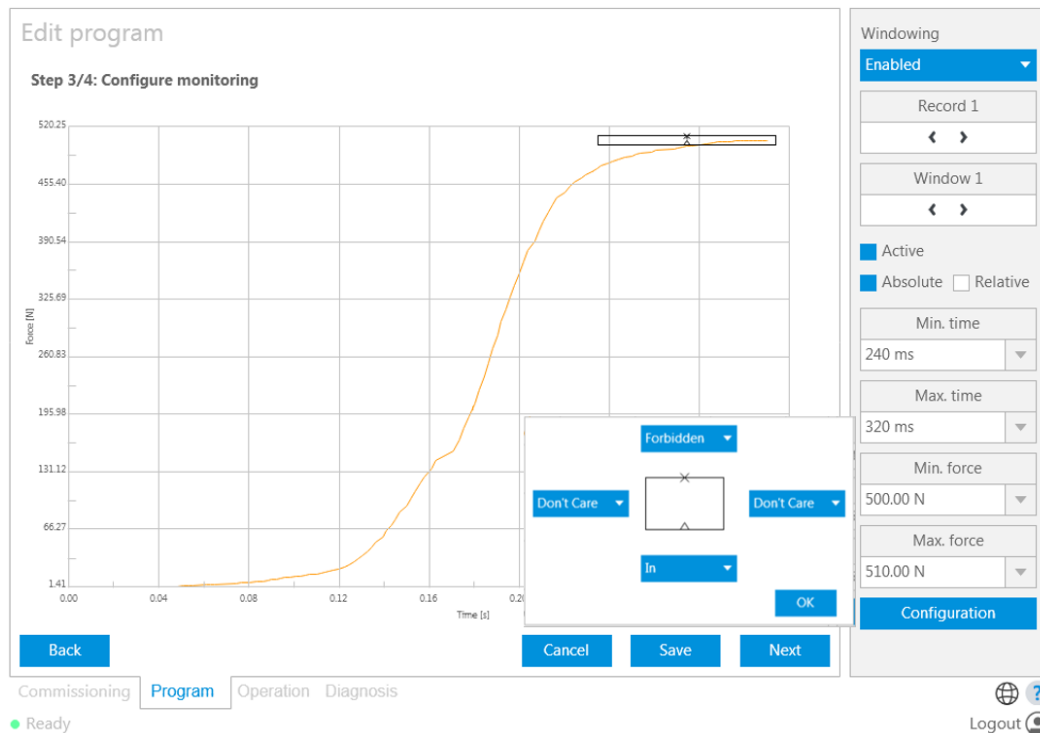 Edit program
Step 3/4: Configure monitoring
520.25
455.40
390.54
325.69
260.83
195.98
131.12
66.27
1.41
Force [N]
0.00 0.04 0.08 0.12 0.16 0.20
Time [s]
Forbidden
Don't Care Don't Care
In
OK
Back Cancel Save Next
Windowing
Enabled
Record 1
Window 1
Active
Absolute Relative
Min. time
240 ms
Max. time
320 ms
Min. force
500.00 N
Max. force
510.00 N
Configuration
Commissioning Program Operation Diagnosis
?
Ready
Logout